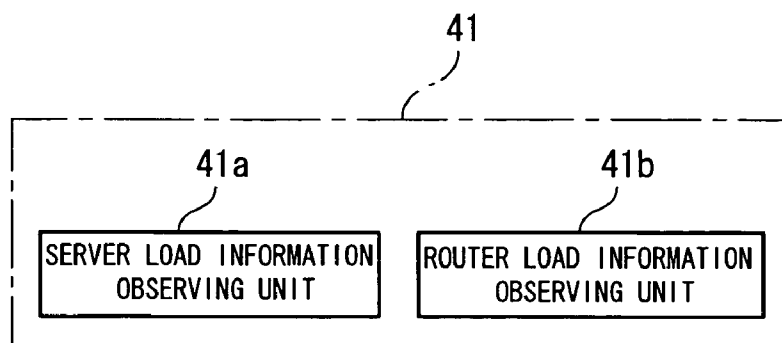 41
41a
41b
SERVER LOAD INFORMATION
OBSERVING UNIT
ROUTER LOAD INFORMATION
OBSERVING UNIT